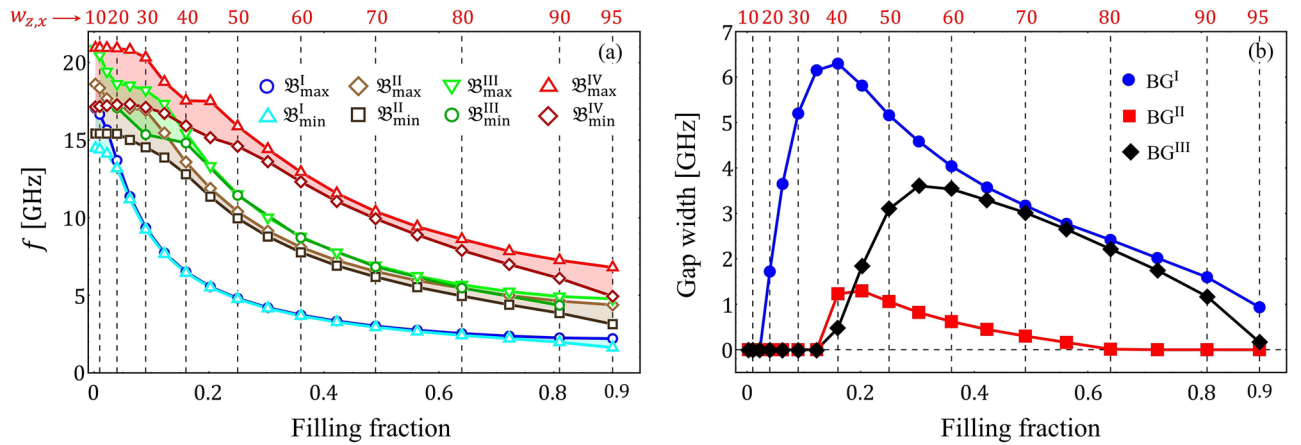 w_{z,x} → 10 20 30 40 50 60 70 80 90 95
(a)
20
15
10
5
0
f [GHz]
𝔅^I_max 𝔅^II_max 𝔅^III_max 𝔅^IV_max
𝔅^I_min 𝔅^II_min 𝔅^III_min 𝔅^IV_min
0 0.2 0.4 0.6 0.8 0.9
Filling fraction
10 20 30 40 50 60 70 80 90 95
(b)
7
6
5
4
3
2
1
0
Gap width [GHz]
BG^I
BG^II
BG^III
0 0.2 0.4 0.6 0.8 0.9
Filling fraction